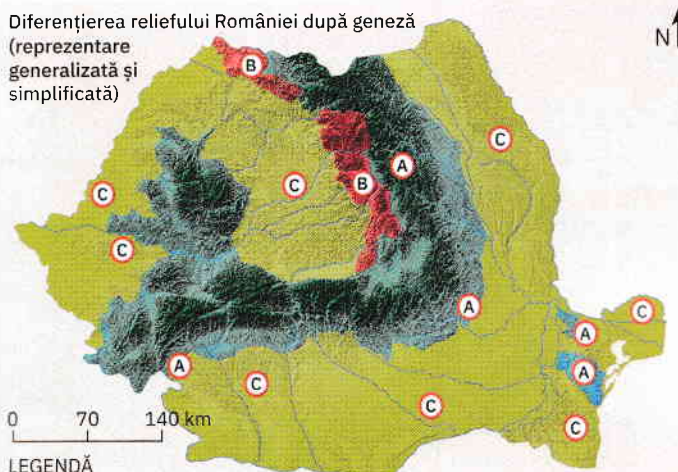 Diferențierea reliefului României după geneză
(reprezentare
generalizată și
simplificată)
N
B
C
A
C
B
C
C
A
C
A
A
A
C
C
C
0 70 140 km
LEGENDĂ